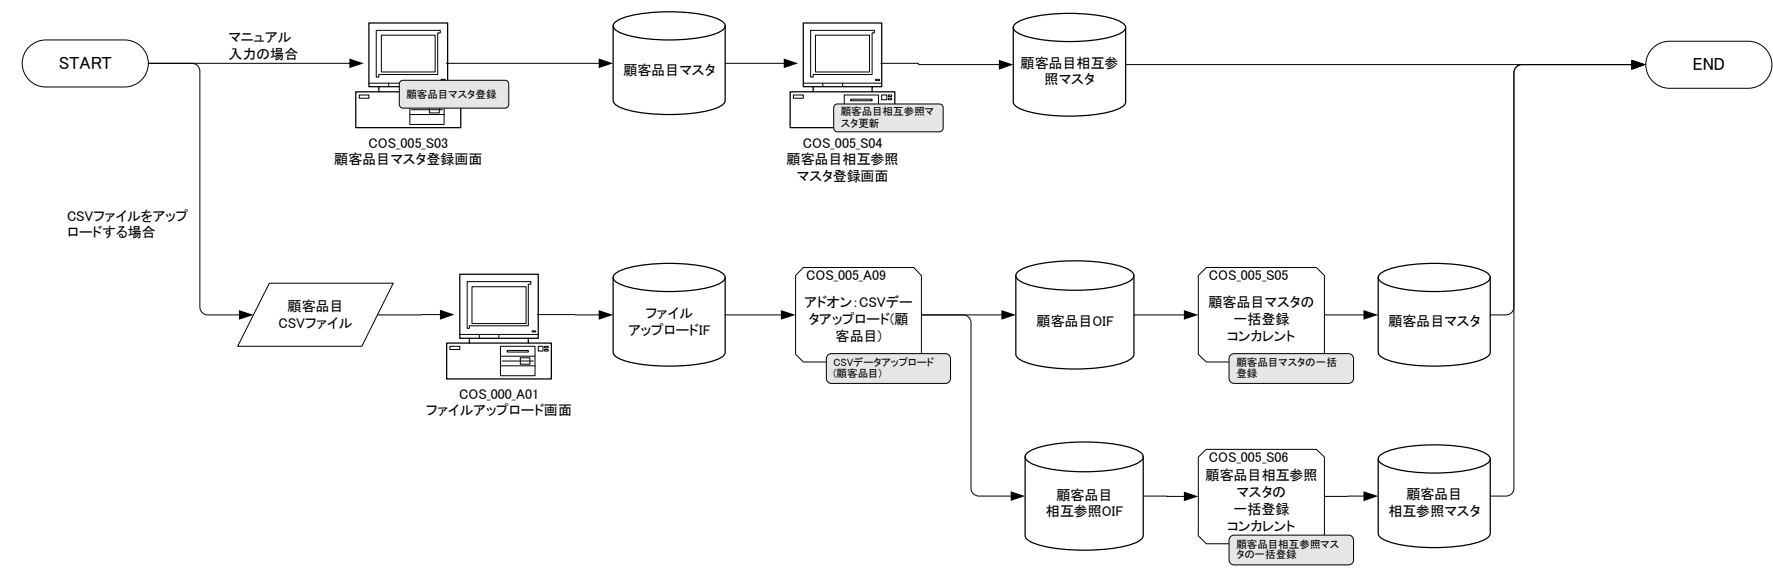 START
マニュアル
入力の場合
顧客品目マスタ登録
COS_005_S03
顧客品目マスタ登録画面
顧客品目マスタ
顧客品目相互参照マ
スタ更新
COS_005_S04
顧客品目相互参照
マスタ登録画面
顧客品目相互参
照マスタ
END
CSVファイルをアップ
ロードする場合
顧客品目
CSVファイル
COS_000_A01
ファイルアップロード画面
ファイル
アップロードIF
COS_005_A09
アドオン:CSVデー
タアップロード(顧
客品目)
CSVデータアップロード
(顧客品目)
顧客品目OIF
COS_005_S05
顧客品目マスタの
一括登録
コンカレント
顧客品目マスタの一括
登録
顧客品目マスタ
顧客品目
相互参照OIF
COS_005_S06
顧客品目相互参照
マスタの
一括登録
コンカレント
顧客品目相互参照マス
タの一括登録
顧客品目
相互参照マスタ